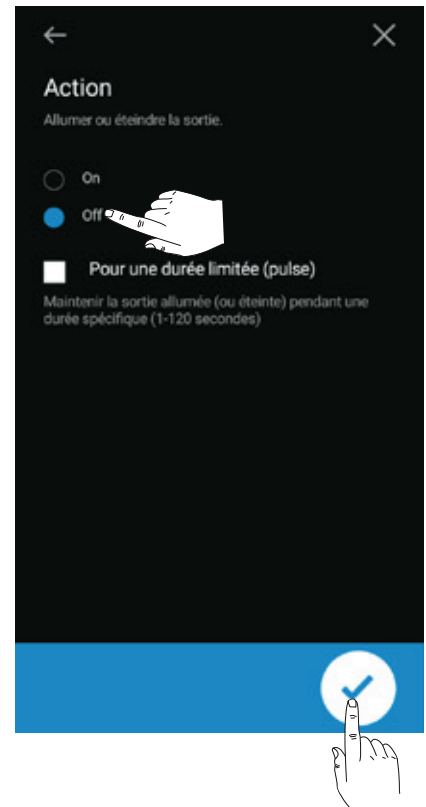 Action
Allumer ou éteindre la sortie.
On
Off
Pour une durée limitée (pulse)
Maintenir la sortie allumée (ou éteinte) pendant une
durée spécifique (1-120 secondes)